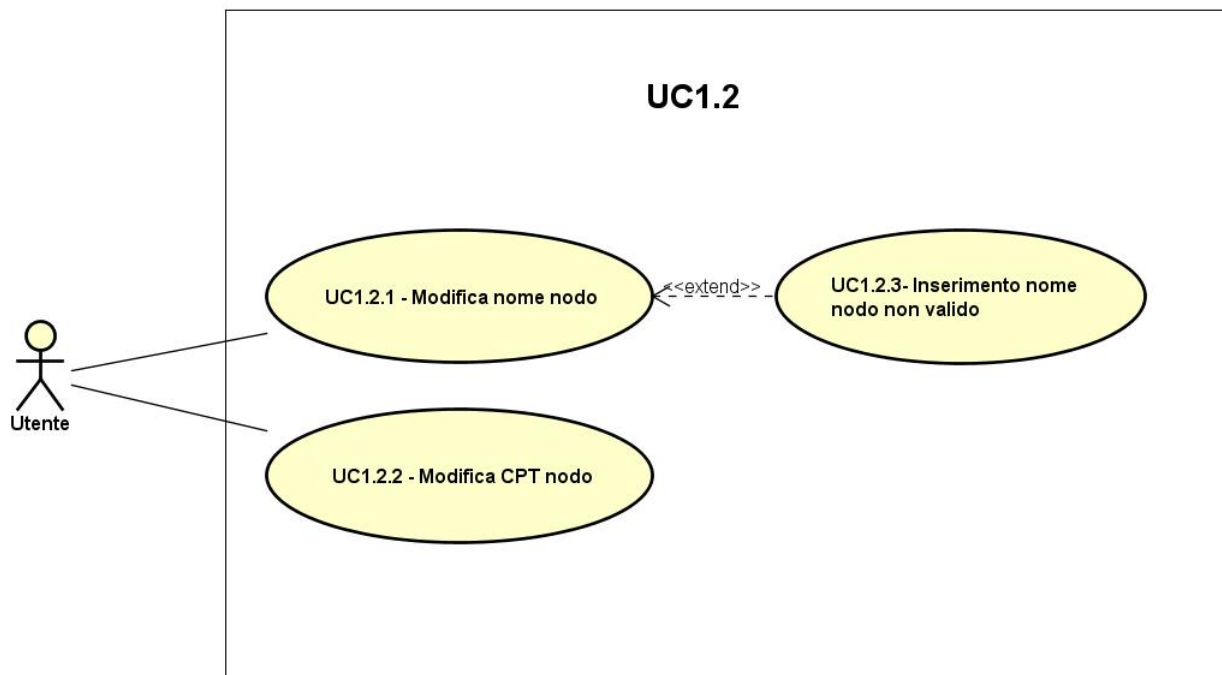 UC1.2
UC1.2.1 - Modifica nome nodo
<<extend>>
UC1.2.3- Inserimento nome
nodo non valido
Utente
UC1.2.2 - Modifica CPT nodo